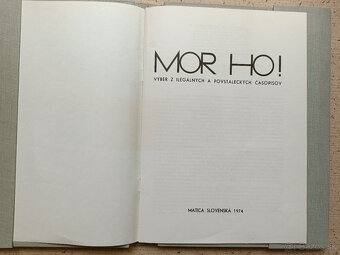 MOR HO!
VÝBER Z ILEGÁLNYCH A POVSTALECKÝCH ČASOPISOV
MATICA SLOVENSKÁ 1974